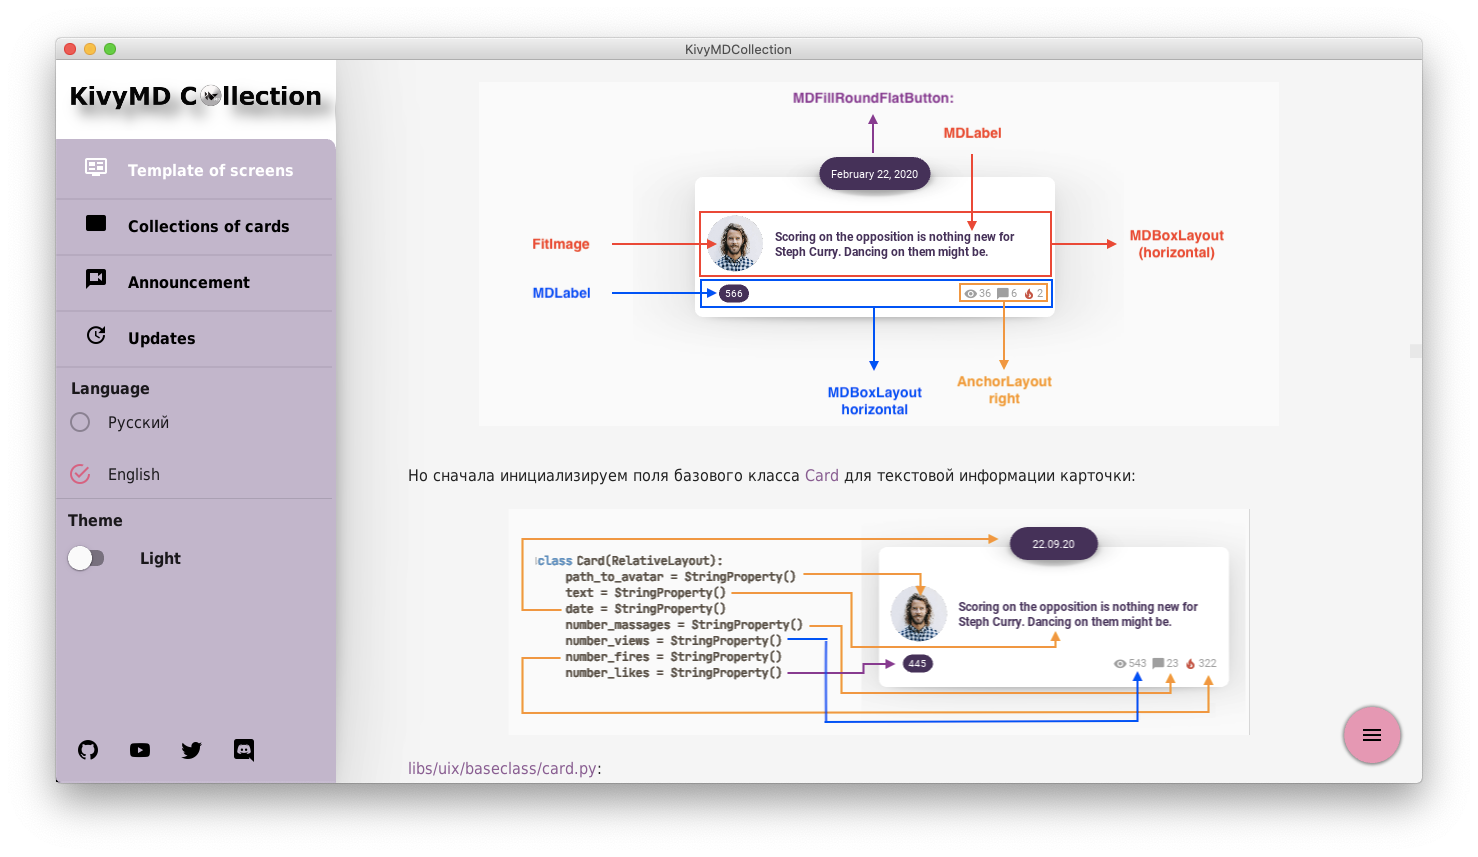 KivyMDCollection
KivyMD Collection
Template of screens
Collections of cards
Announcement
Updates
Language
Русский
English
Theme
Light
MDFillRoundFlatButton:
MDLabel
February 22, 2020
FitImage
Scoring on the opposition is nothing new for
Steph Curry. Dancing on them might be.
MDBoxLayout
(horizontal)
MDLabel
566
36 6 2
MDBoxLayout
horizontal
AnchorLayout
right
Но сначала инициализируем поля базового класса Card для текстовой информации карточки:
class Card(RelativeLayout):
path_to_avatar = StringProperty()
text = StringProperty()
date = StringProperty()
number_massages = StringProperty()
number_views = StringProperty()
number_fires = StringProperty()
number_likes = StringProperty()
22.09.20
Scoring on the opposition is nothing new for
Steph Curry. Dancing on them might be.
445
543 23 322
libs/uix/baseclass/card.py: